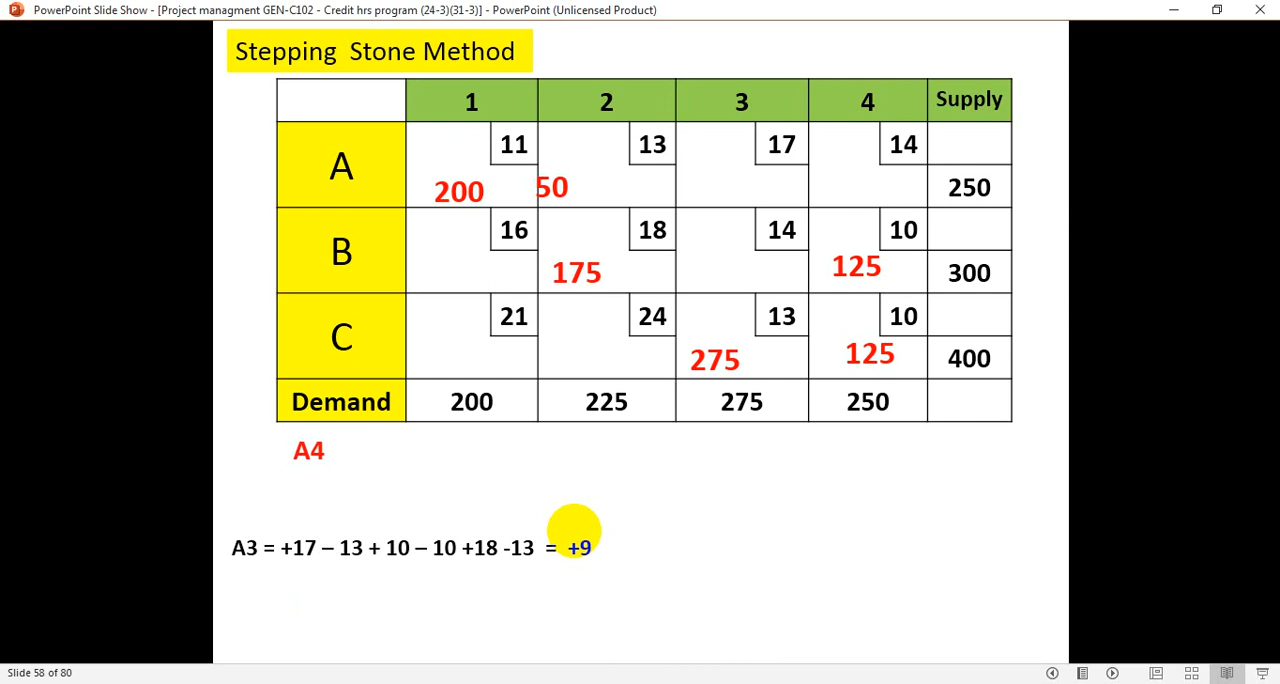 PowerPoint Slide Show - [Project managment GEN-C102 - Credit hrs program (24-3)(31-3)] - PowerPoint (Unlicensed Product)
Stepping Stone Method
1 2 3 4 Supply
A 11 13 17 14
200 50 250
B 16 18 14 10
175 125 300
C 21 24 13 10
275 125 400
Demand 200 225 275 250
A4
A3 = +17 – 13 + 10 – 10 +18 -13 = +9
Slide 58 of 80